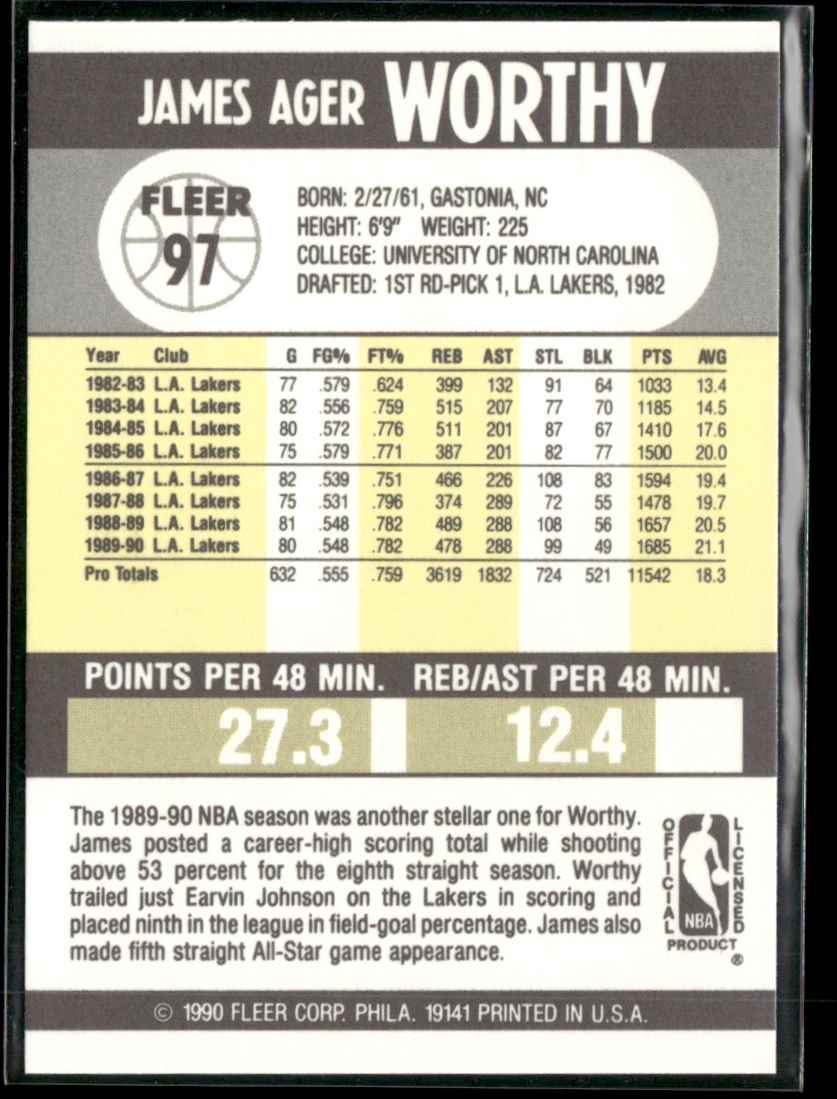 JAMES AGER WORTHY
FLEER
97
BORN: 2/27/61, GASTONIA, NC
HEIGHT: 6'9" WEIGHT: 225
COLLEGE: UNIVERSITY OF NORTH CAROLINA
DRAFTED: 1ST RD-PICK 1, L.A. LAKERS, 1982
Year Club G FG% FT% REB AST STL BLK PTS AVG
1982-83 L.A. Lakers 77 .579 .624 399 132 91 64 1033 13.4
1983-84 L.A. Lakers 82 .556 .759 515 207 77 70 1185 14.5
1984-85 L.A. Lakers 80 .572 .776 511 201 87 67 1410 17.6
1985-86 L.A. Lakers 75 .579 .771 387 201 82 77 1500 20.0
1986-87 L.A. Lakers 82 .539 .751 466 226 108 83 1594 19.4
1987-88 L.A. Lakers 75 .531 .796 374 289 72 55 1478 19.7
1988-89 L.A. Lakers 81 .548 .782 489 288 108 56 1657 20.5
1989-90 L.A. Lakers 80 .548 .782 478 288 99 49 1685 21.1
Pro Totals 632 .555 .759 3619 1832 724 521 11542 18.3
POINTS PER 48 MIN. REB/AST PER 48 MIN.
27.3 12.4
The 1989-90 NBA season was another stellar one for Worthy.
James posted a career-high scoring total while shooting
above 53 percent for the eighth straight season. Worthy
trailed just Earvin Johnson on the Lakers in scoring and
placed ninth in the league in field-goal percentage. James also
made fifth straight All-Star game appearance.
OFFICIAL
LICENSED
NBA
PRODUCT
®
© 1990 FLEER CORP. PHILA. 19141 PRINTED IN U.S.A.